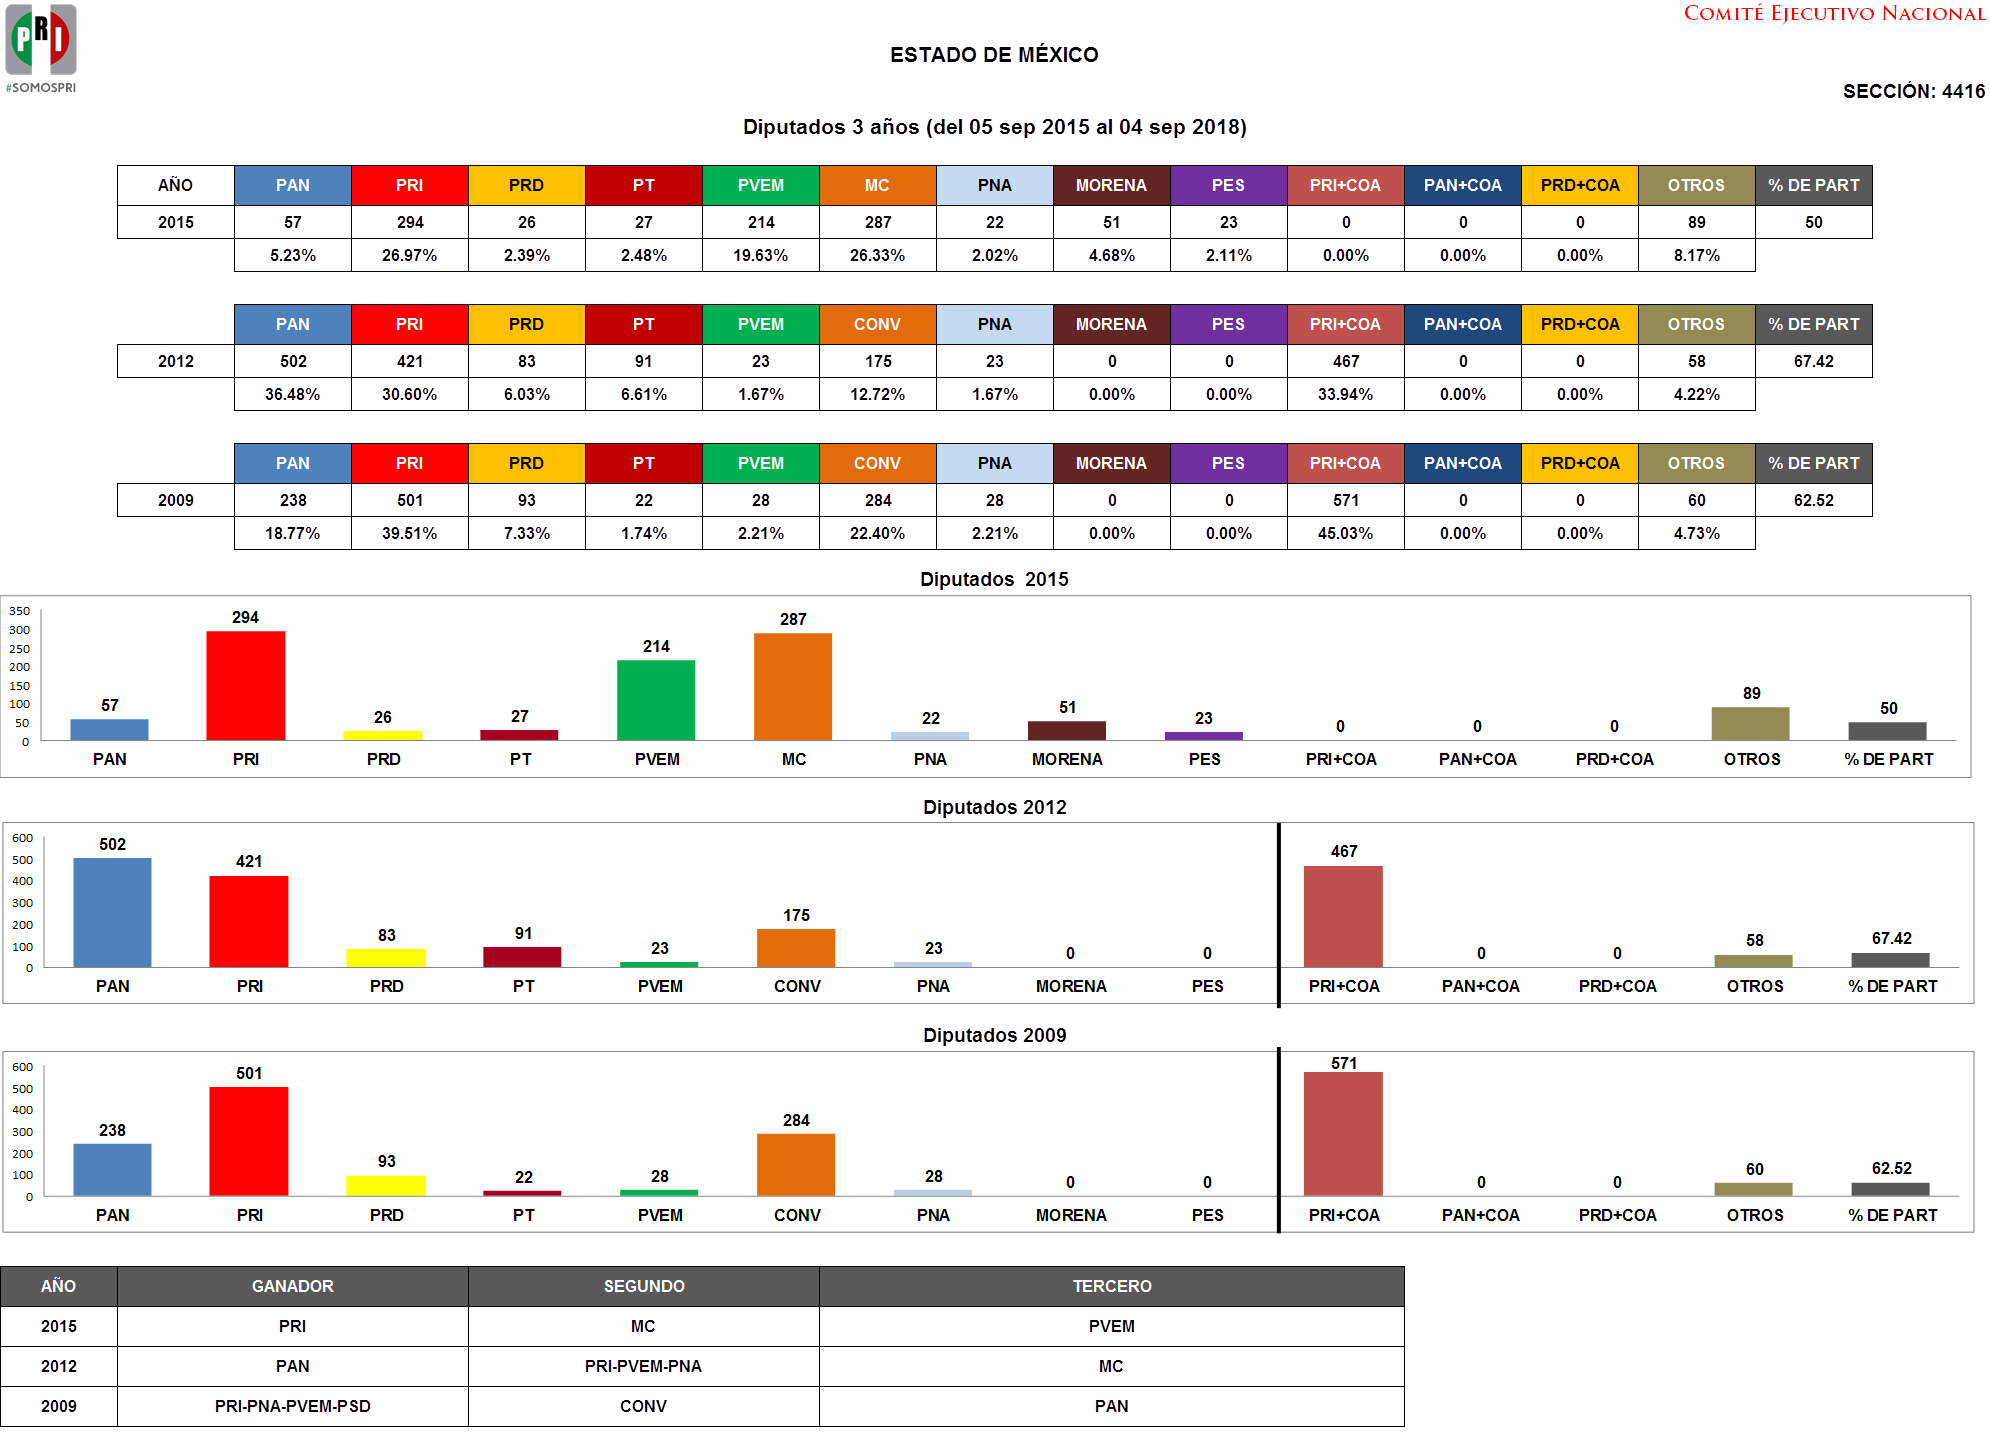 PRI
#SOMOSPRI
COMITÉ EJECUTIVO NACIONAL
ESTADO DE MÉXICO
SECCIÓN: 4416
Diputados 3 años (del 05 sep 2015 al 04 sep 2018)
AÑO PAN PRI PRD PT PVEM MC PNA MORENA PES PRI+COA PAN+COA PRD+COA OTROS % DE PART
2015 57 294 26 27 214 287 22 51 23 0 0 0 89 50
5.23% 26.97% 2.39% 2.48% 19.63% 26.33% 2.02% 4.68% 2.11% 0.00% 0.00% 0.00% 8.17%
PAN PRI PRD PT PVEM CONV PNA MORENA PES PRI+COA PAN+COA PRD+COA OTROS % DE PART
2012 502 421 83 91 23 175 23 0 0 467 0 0 58 67.42
36.48% 30.60% 6.03% 6.61% 1.67% 12.72% 1.67% 0.00% 0.00% 33.94% 0.00% 0.00% 4.22%
PAN PRI PRD PT PVEM CONV PNA MORENA PES PRI+COA PAN+COA PRD+COA OTROS % DE PART
2009 238 501 93 22 28 284 28 0 0 571 0 0 60 62.52
18.77% 39.51% 7.33% 1.74% 2.21% 22.40% 2.21% 0.00% 0.00% 45.03% 0.00% 0.00% 4.73%
Diputados 2015
350
300
250
200
150
100
50
0
57 294 26 27 214 287 22 51 23 0 0 0 89 50
PAN PRI PRD PT PVEM MC PNA MORENA PES PRI+COA PAN+COA PRD+COA OTROS % DE PART
Diputados 2012
600
500
400
300
200
100
0
502 421 83 91 23 175 23 0 0 467 0 0 58 67.42
PAN PRI PRD PT PVEM CONV PNA MORENA PES PRI+COA PAN+COA PRD+COA OTROS % DE PART
Diputados 2009
600
500
400
300
200
100
0
238 501 93 22 28 284 28 0 0 571 0 0 60 62.52
PAN PRI PRD PT PVEM CONV PNA MORENA PES PRI+COA PAN+COA PRD+COA OTROS % DE PART
AÑO GANADOR SEGUNDO TERCERO
2015 PRI MC PVEM
2012 PAN PRI-PVEM-PNA MC
2009 PRI-PNA-PVEM-PSD CONV PAN